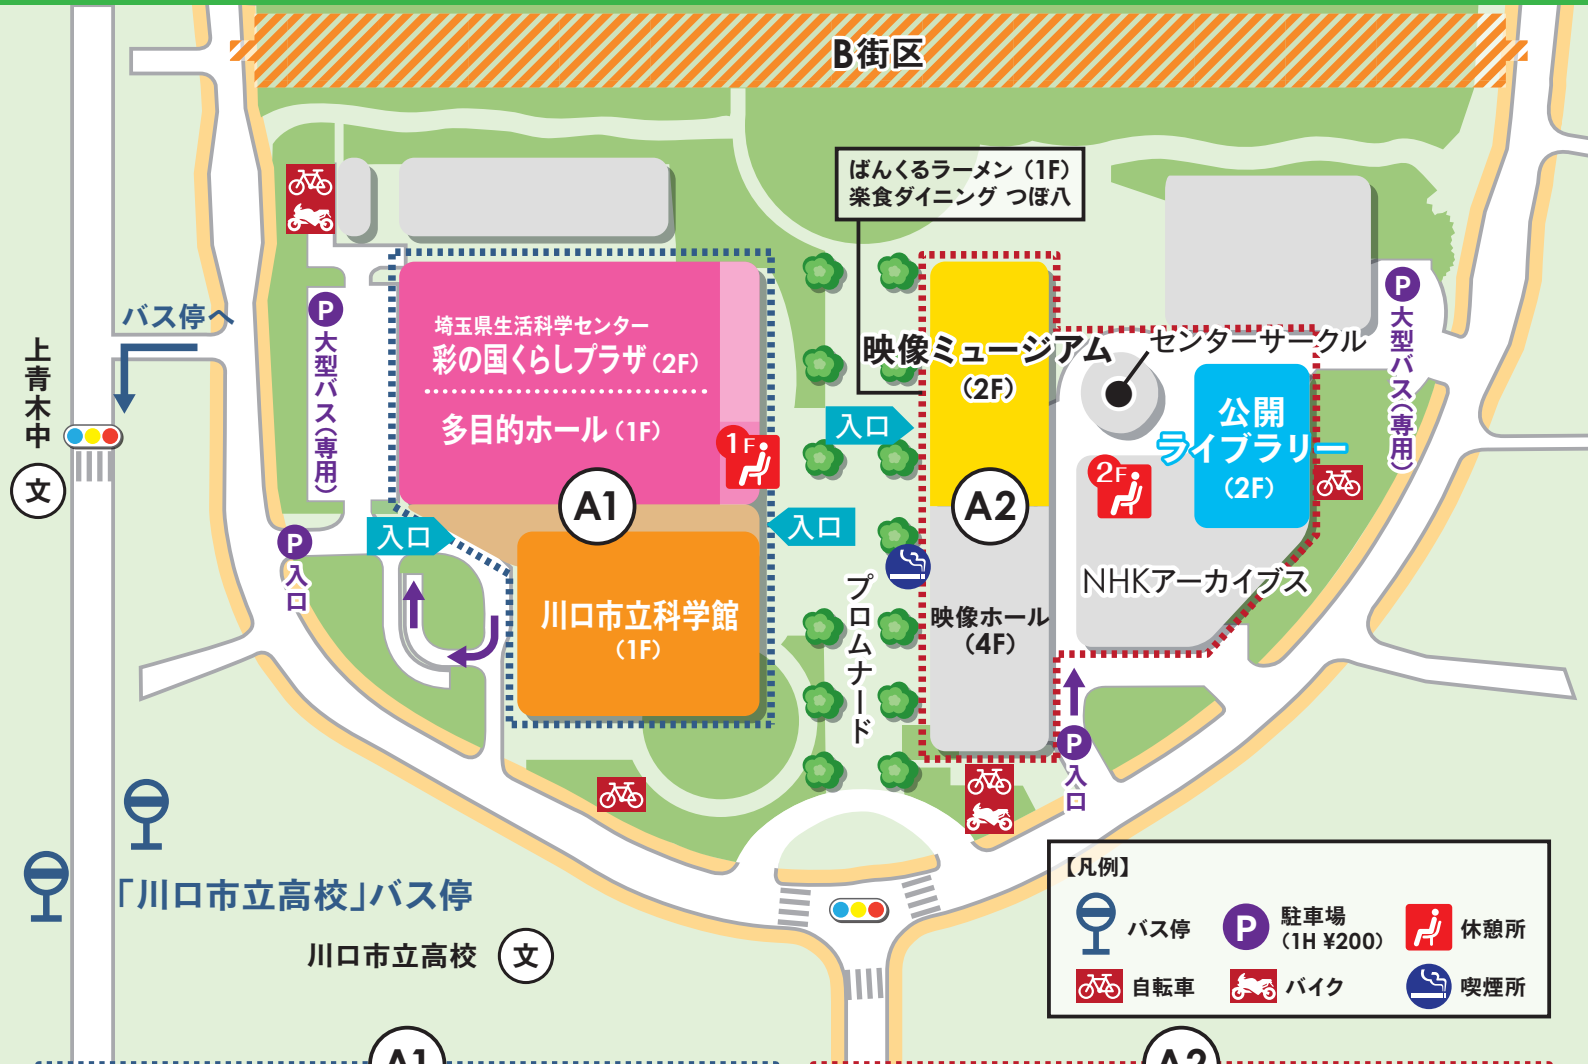 B街区
ばんくるラーメン（1F）
楽食ダイニング つぼ八
バス停へ
上青木中
文
P
大型バス（専用）
埼玉県生活科学センター
彩の国くらしプラザ（2F）
多目的ホール（1F）
1F
A1
入口
入口
P
入口
川口市立科学館
（1F）
映像ミュージアム
（2F）
入口
A2
センターサークル
公開
ライブラリー
（2F）
2F
P
大型バス（専用）
NHKアーカイブス
プロムナード
映像ホール
（4F）
P
入口
「川口市立高校」バス停
川口市立高校
文
【凡例】
バス停
P
駐車場
（1H ¥200）
休憩所
自転車
バイク
喫煙所
A1
A2